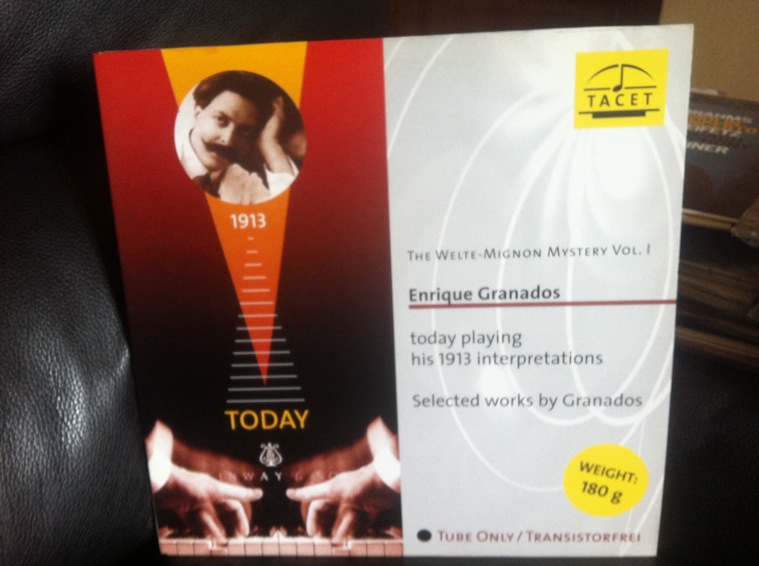 TACET
1913
THE WELTE-MIGNON MYSTERY VOL. I
Enrique Granados
today playing
his 1913 interpretations
Selected works by Granados
TODAY
WEIGHT:
180 g
TUBE ONLY / TRANSISTORFREI